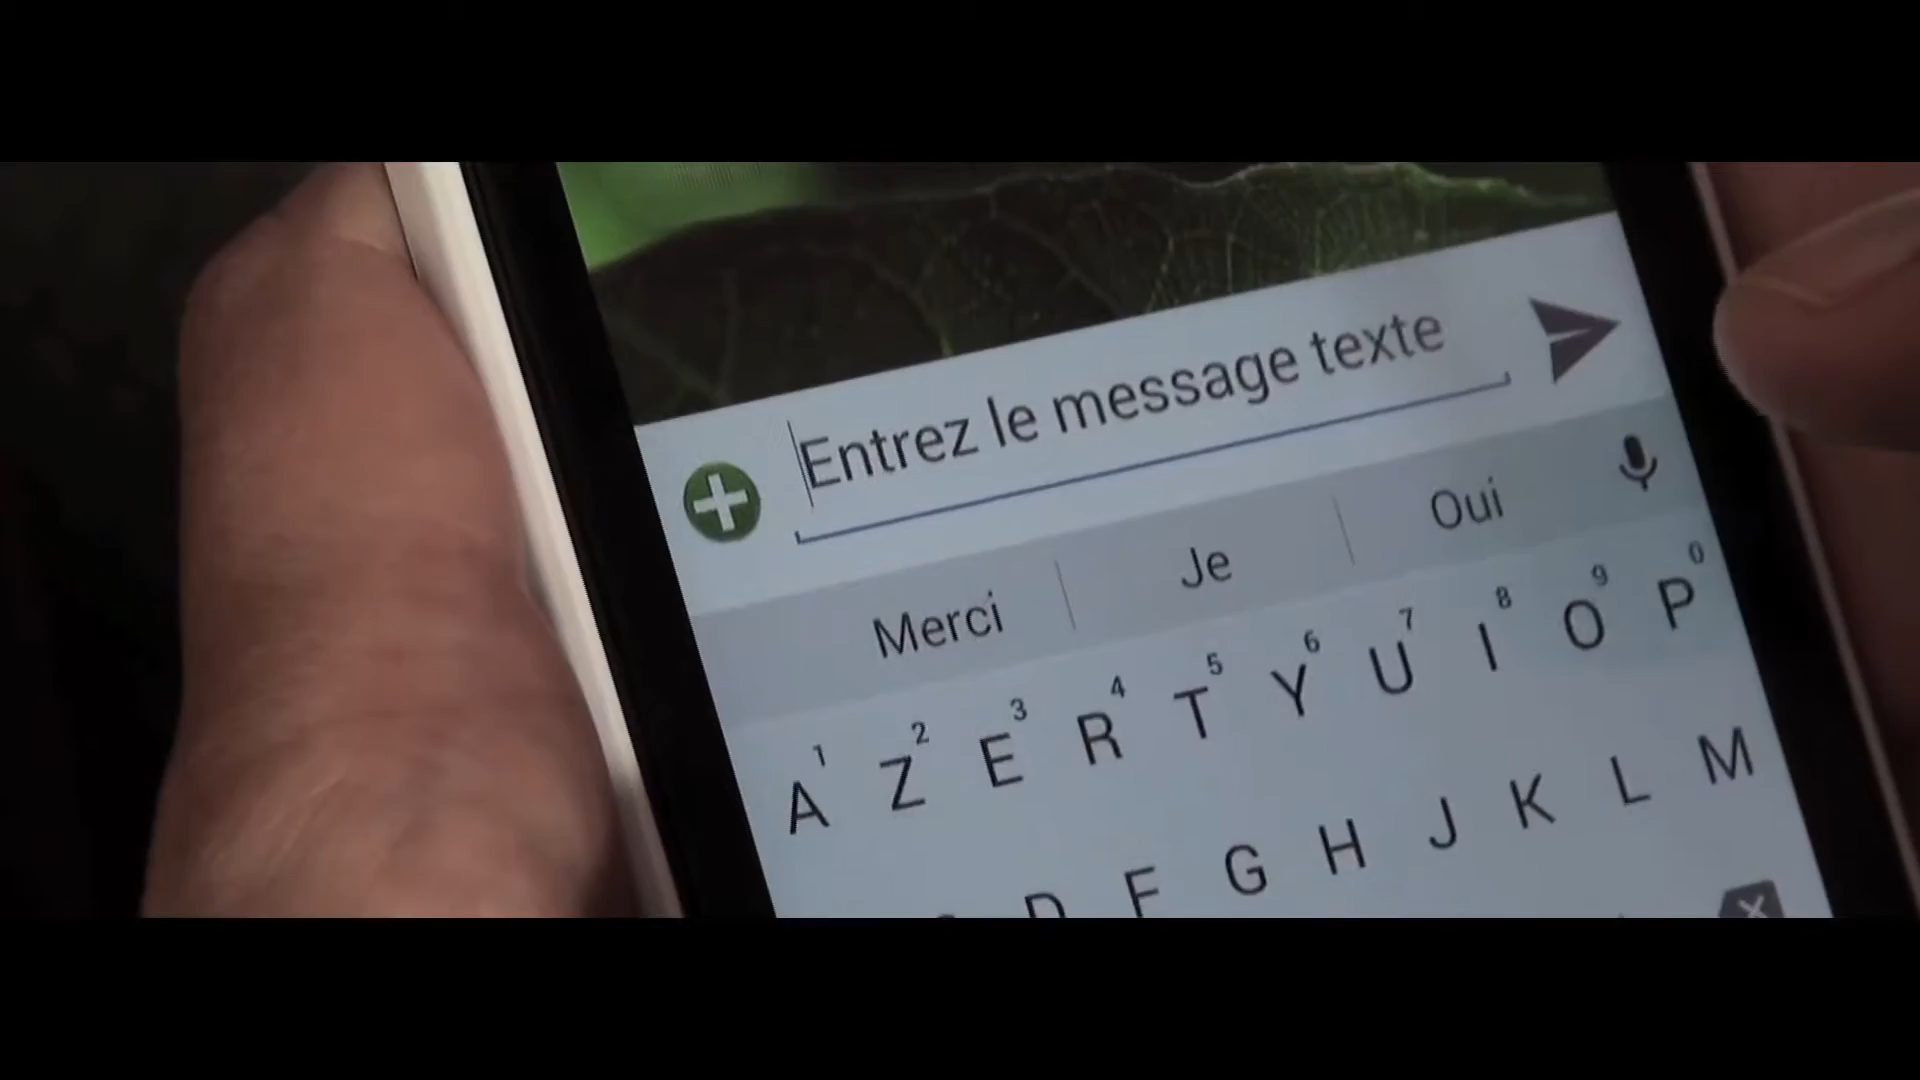 Entrez le message texte
Merci Je Oui
1 2 3 4 5 6 7 8 9 0
A Z E R T Y U I O P
D F G H J K L M